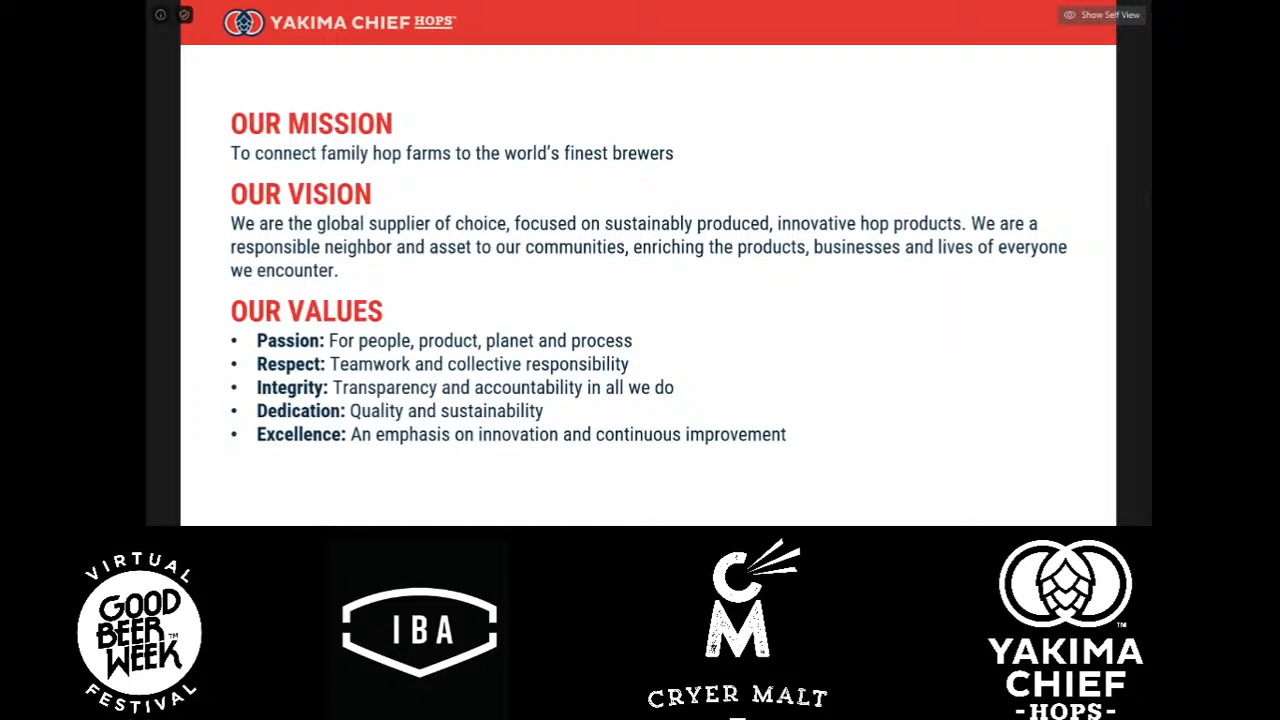 YAKIMA CHIEF HOPS™
Show Self View
OUR MISSION
To connect family hop farms to the world's finest brewers
OUR VISION
We are the global supplier of choice, focused on sustainably produced, innovative hop products. We are a
responsible neighbor and asset to our communities, enriching the products, businesses and lives of everyone
we encounter.
OUR VALUES
• Passion: For people, product, planet and process
• Respect: Teamwork and collective responsibility
• Integrity: Transparency and accountability in all we do
• Dedication: Quality and sustainability
• Excellence: An emphasis on innovation and continuous improvement
VIRTUAL
GOOD
BEER™
WEEK
FESTIVAL
IBA
CM
CRYER MALT
™
YAKIMA
CHIEF
-HOPS-